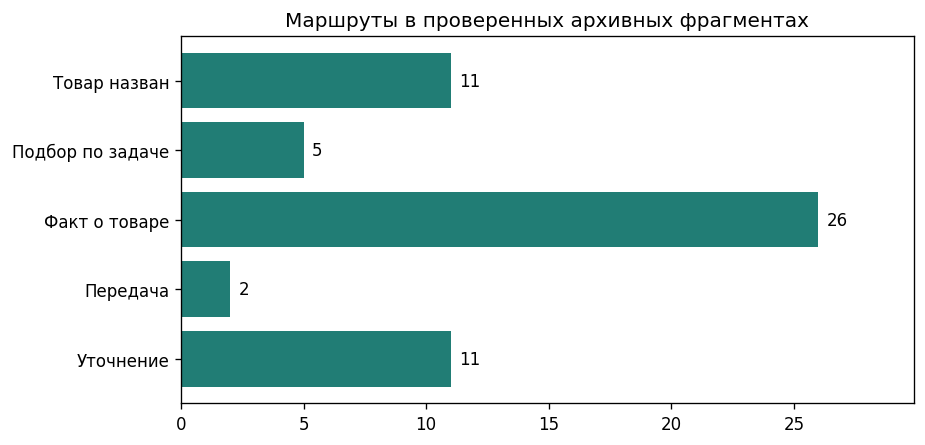 Маршруты в проверенных архивных фрагментах
Товар назван 11
Подбор по задаче 5
Факт о товаре 26
Передача 2
Уточнение 11
0 5 10 15 20 25